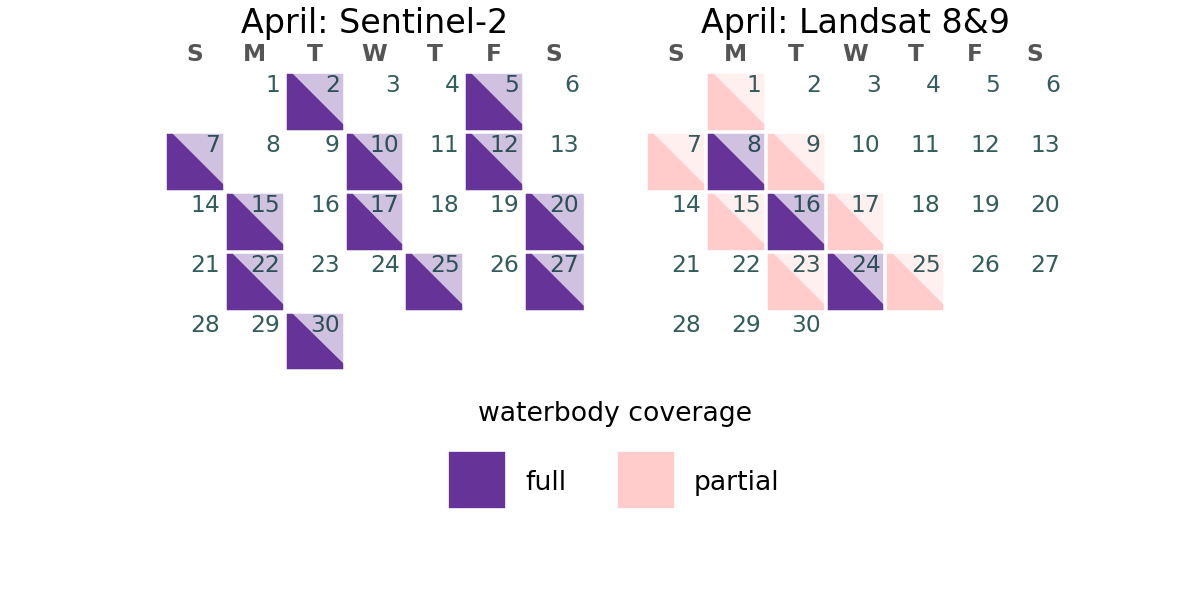 April: Sentinel-2
S M T W T F S
1 2 3 4 5 6
7 8 9 10 11 12 13
14 15 16 17 18 19 20
21 22 23 24 25 26 27
28 29 30
April: Landsat 8&9
S M T W T F S
1 2 3 4 5 6
7 8 9 10 11 12 13
14 15 16 17 18 19 20
21 22 23 24 25 26 27
28 29 30
waterbody coverage
full partial